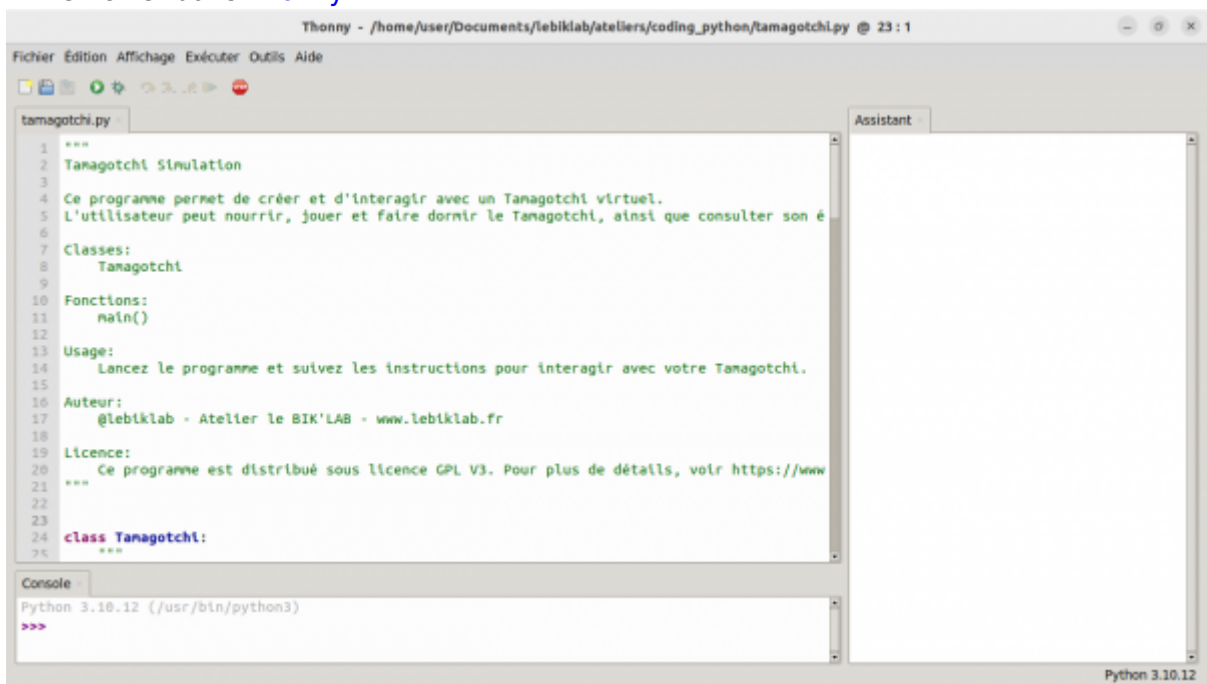 Thonny - /home/user/Documents/lebiklab/ateliers/coding_python/tamagotchi.py @ 23 : 1
Fichier Édition Affichage Exécuter Outils Aide
tamagotchi.py
Assistant
1 """
2 Tamagotchi Simulation
3
4 Ce programme permet de créer et d'interagir avec un Tamagotchi virtuel.
5 L'utilisateur peut nourrir, jouer et faire dormir le Tamagotchi, ainsi que consulter son é
6
7 Classes:
8 Tamagotchi
9
10 Fonctions:
11 main()
12
13 Usage:
14 Lancez le programme et suivez les instructions pour interagir avec votre Tamagotchi.
15
16 Auteur:
17 @lebiklab - Atelier le BIK'LAB - www.lebiklab.fr
18
19 Licence:
20 Ce programme est distribué sous licence GPL V3. Pour plus de détails, voir https://www
21 """
22
23
24 class Tamagotchi:
25 """
Console
Python 3.10.12 (/usr/bin/python3)
>>>
Python 3.10.12